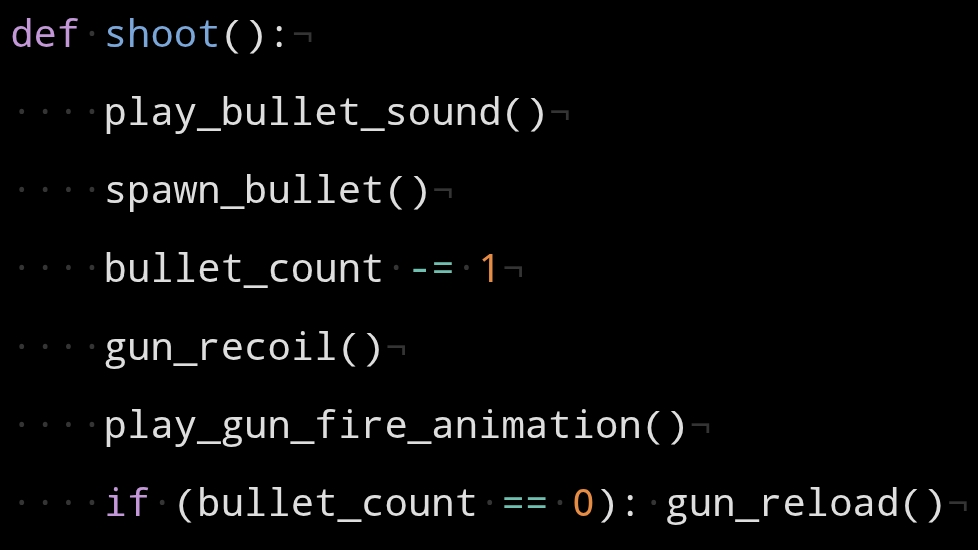 def shoot():
    play_bullet_sound()
    spawn_bullet()
    bullet_count -= 1
    gun_recoil()
    play_gun_fire_animation()
    if (bullet_count == 0): gun_reload()